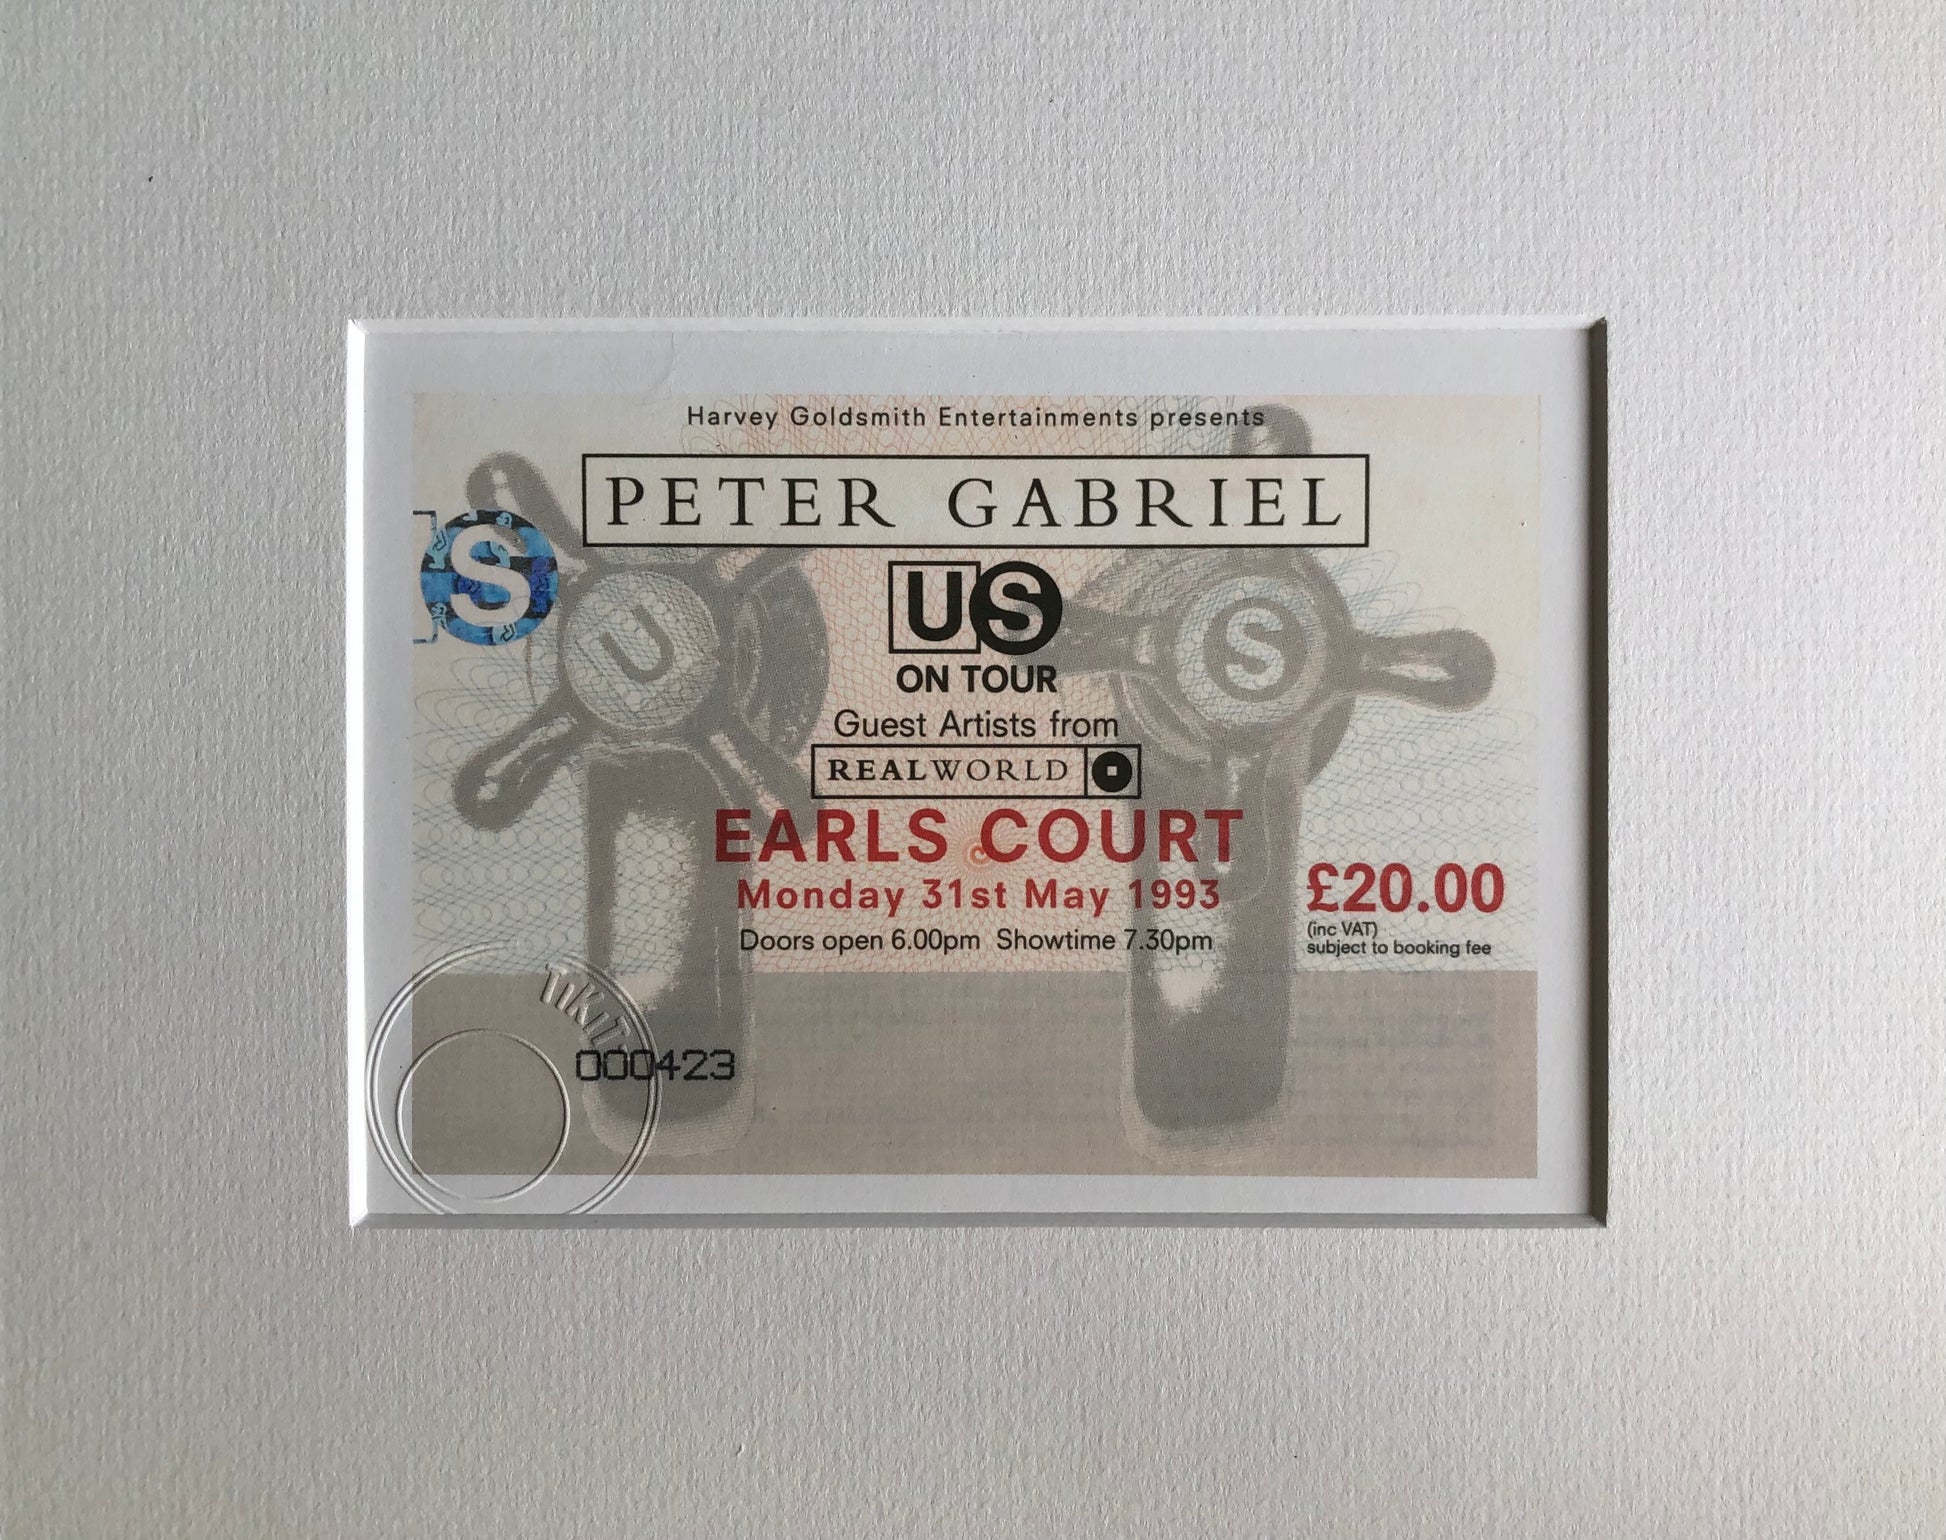 Harvey Goldsmith Entertainments presents
PETER GABRIEL
S
US
U
S
ON TOUR
Guest Artists from
REALWORLD
EARLS COURT
Monday 31st May 1993
£20.00
(inc VAT)
Doors open 6.00pm Showtime 7.30pm
subject to booking fee
TiKiT
000423